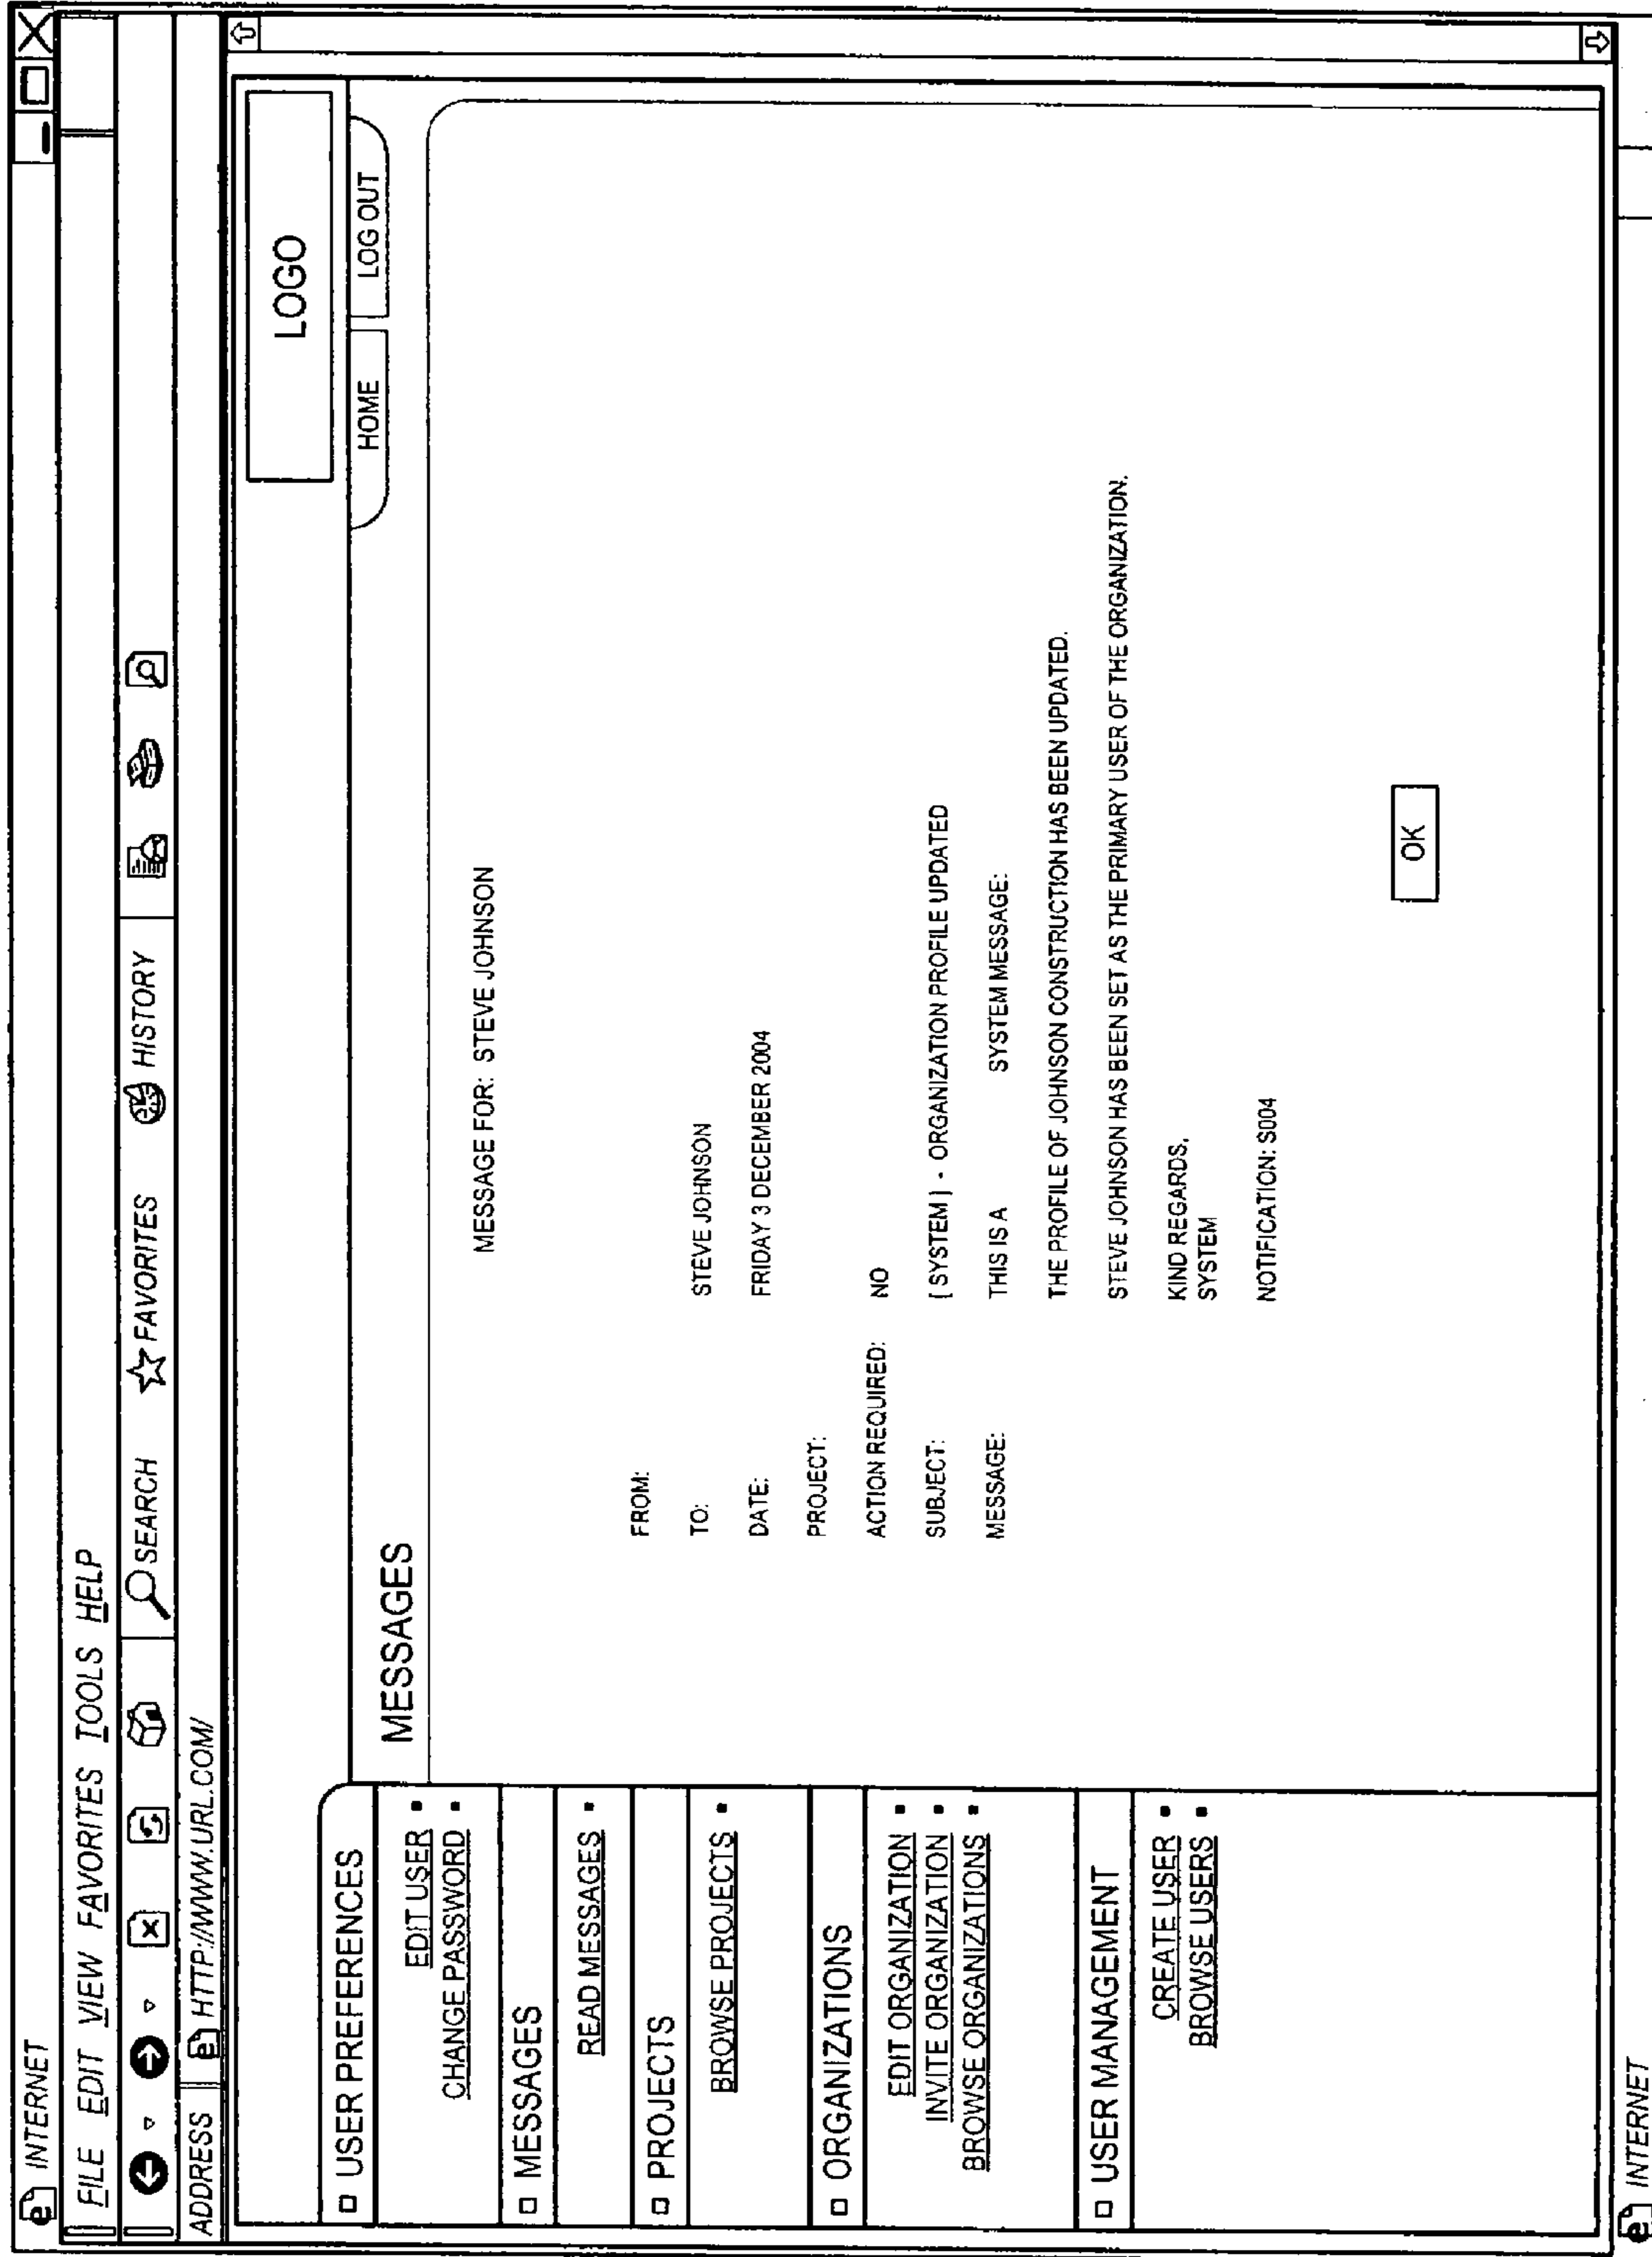 INTERNET
FILE EDIT VIEW FAVORITES TOOLS HELP
SEARCH FAVORITES HISTORY
ADDRESS HTTP://WWW.URL.COM/
LOGO
HOME LOG OUT
USER PREFERENCES
EDIT USER
CHANGE PASSWORD
MESSAGES
READ MESSAGES
PROJECTS
BROWSE PROJECTS
ORGANIZATIONS
EDIT ORGANIZATION
INVITE ORGANIZATION
BROWSE ORGANIZATIONS
USER MANAGEMENT
CREATE USER
BROWSE USERS
MESSAGES
MESSAGE FOR: STEVE JOHNSON
FROM:
TO: STEVE JOHNSON
DATE: FRIDAY 3 DECEMBER 2004
PROJECT:
ACTION REQUIRED: NO
SUBJECT: [SYSTEM] - ORGANIZATION PROFILE UPDATED
MESSAGE: THIS IS A SYSTEM MESSAGE:
THE PROFILE OF JOHNSON CONSTRUCTION HAS BEEN UPDATED.
STEVE JOHNSON HAS BEEN SET AS THE PRIMARY USER OF THE ORGANIZATION.
KIND REGARDS,
SYSTEM
NOTIFICATION: S004
OK
INTERNET